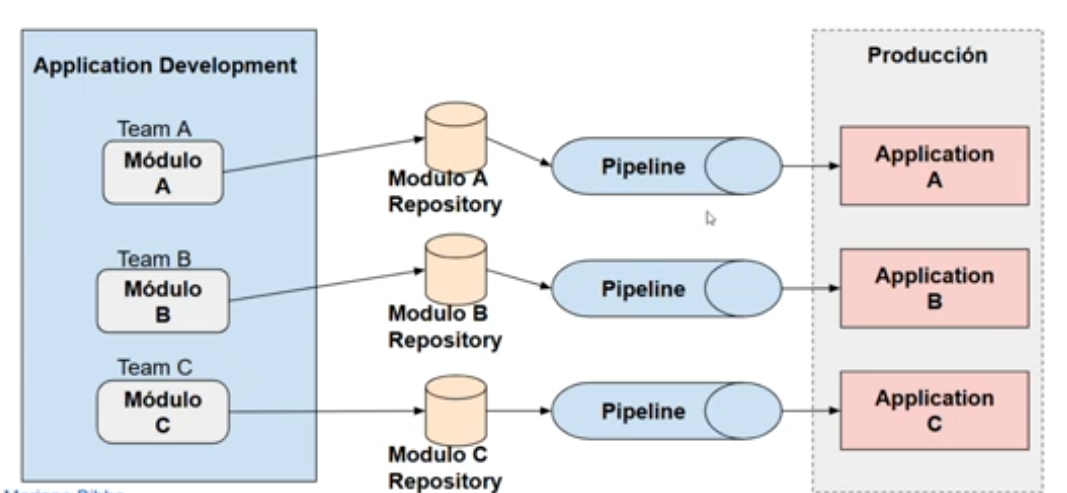 Application Development
Producción
Team A
Módulo
A
Modulo A
Repository
Pipeline
Application
A
Team B
Módulo
B
Modulo B
Repository
Pipeline
Application
B
Team C
Módulo
C
Modulo C
Repository
Pipeline
Application
C